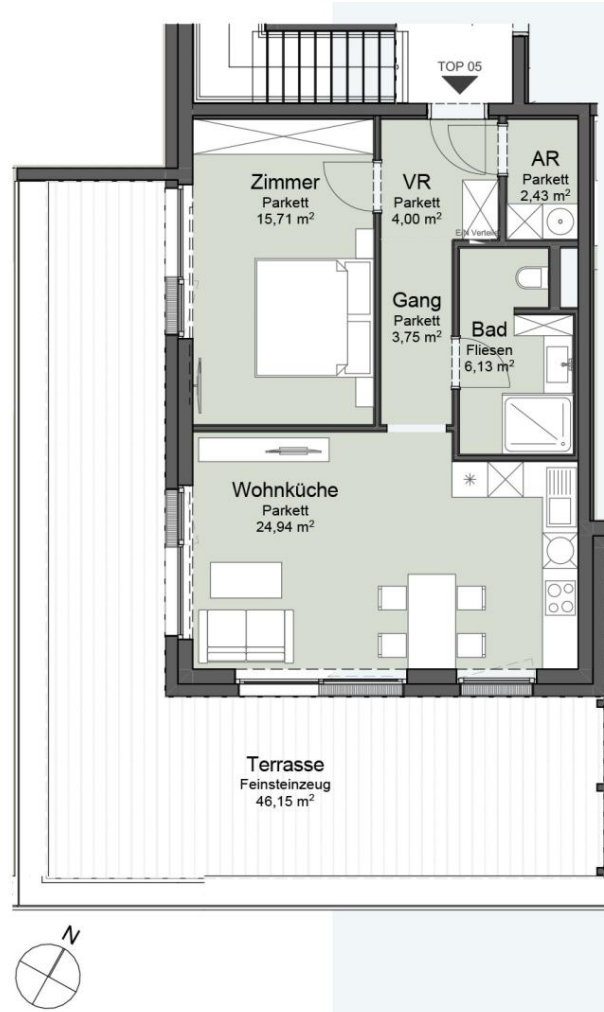 TOP 05
Zimmer
Parkett
15,71 m²
VR
Parkett
4,00 m²
AR
Parkett
2,43 m²
Gang
Parkett
3,75 m²
Bad
Fliesen
6,13 m²
Wohnküche
Parkett
24,94 m²
Terrasse
Feinsteinzeug
46,15 m²
N